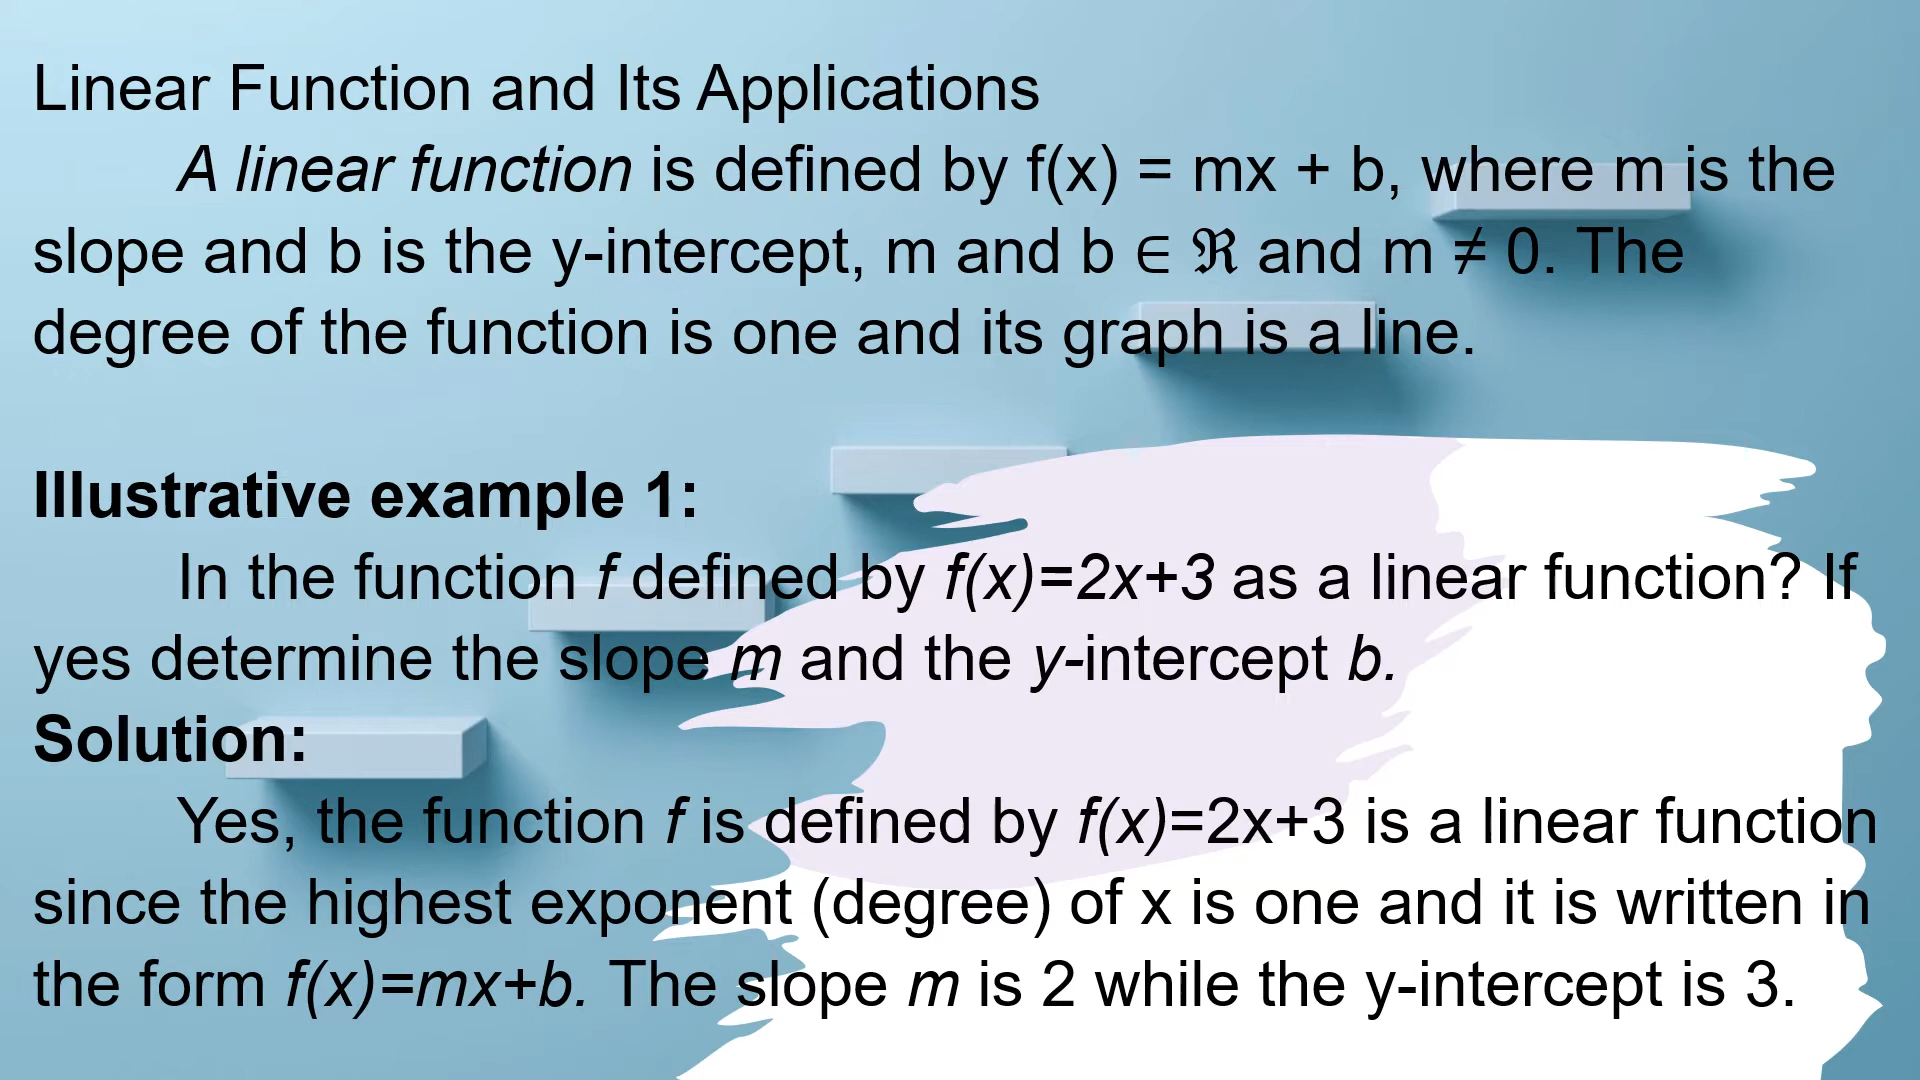 Linear Function and Its Applications
A linear function is defined by f(x) = mx + b, where m is the
slope and b is the y-intercept, m and b ∈ ℜ and m ≠ 0. The
degree of the function is one and its graph is a line.
Illustrative example 1:
In the function f defined by f(x)=2x+3 as a linear function? If
yes determine the slope m and the y-intercept b.
Solution:
Yes, the function f is defined by f(x)=2x+3 is a linear function
since the highest exponent (degree) of x is one and it is written in
the form f(x)=mx+b. The slope m is 2 while the y-intercept is 3.